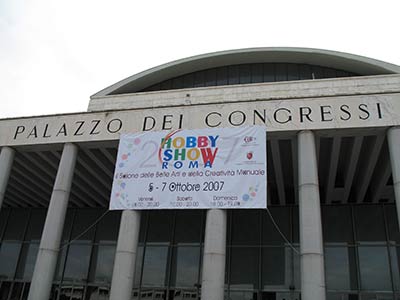 PALAZZO DEI CONGRESSI
HOBBY
SHOW
ROMA
il Salone delle Belle Arti e della Creatività Manuale
5 - 7 Ottobre 2007
Venerdì Sabato Domenica